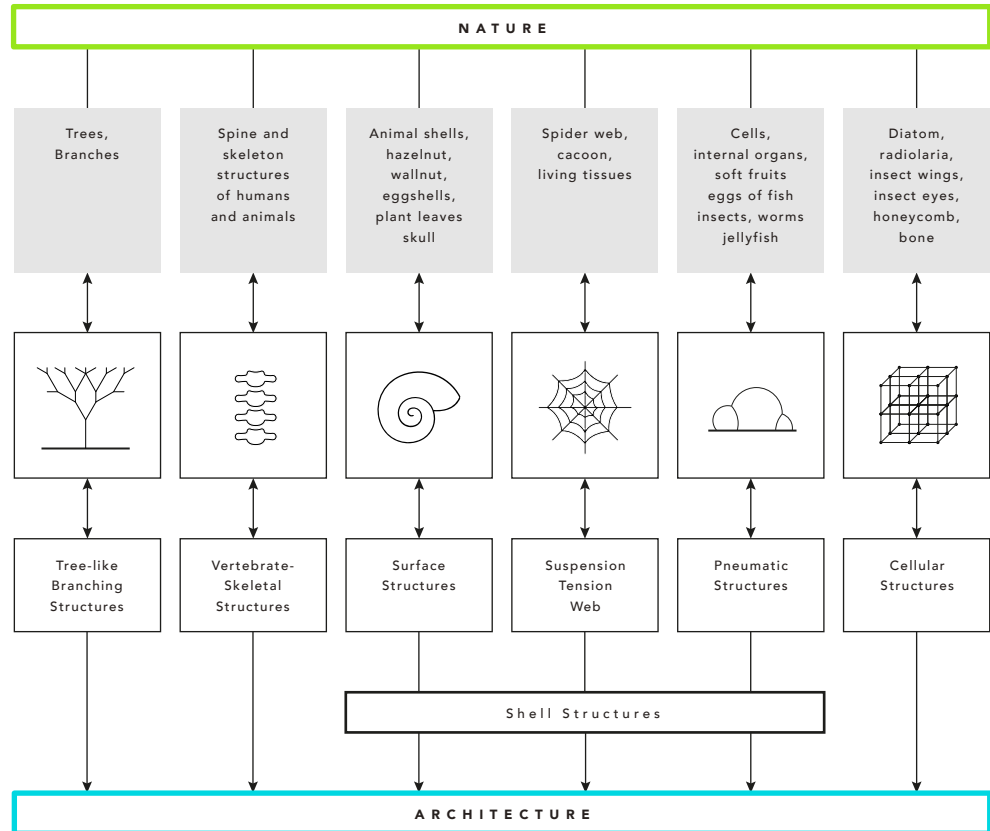 NATURE
Trees,
Branches
Spine and
skeleton
structures
of humans
and animals
Animal shells,
hazelnut,
wallnut,
eggshells,
plant leaves
skull
Spider web,
cacoon,
living tissues
Cells,
internal organs,
soft fruits
eggs of fish
insects, worms
jellyfish
Diatom,
radiolaria,
insect wings,
insect eyes,
honeycomb,
bone
Tree-like
Branching
Structures
Vertebrate-
Skeletal
Structures
Surface
Structures
Suspension
Tension
Web
Pneumatic
Structures
Cellular
Structures
Shell Structures
ARCHITECTURE